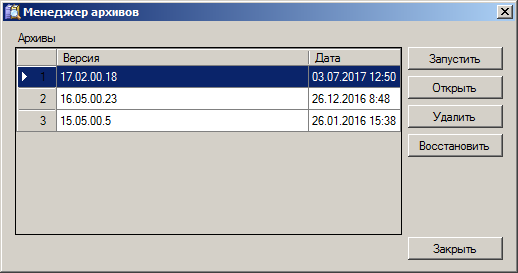 Менеджер архивов
Архивы
Версия Дата
1 17.02.00.18 03.07.2017 12:50
2 16.05.00.23 26.12.2016 8:48
3 15.05.00.5 26.01.2016 15:38
Запустить
Открыть
Удалить
Восстановить
Закрыть